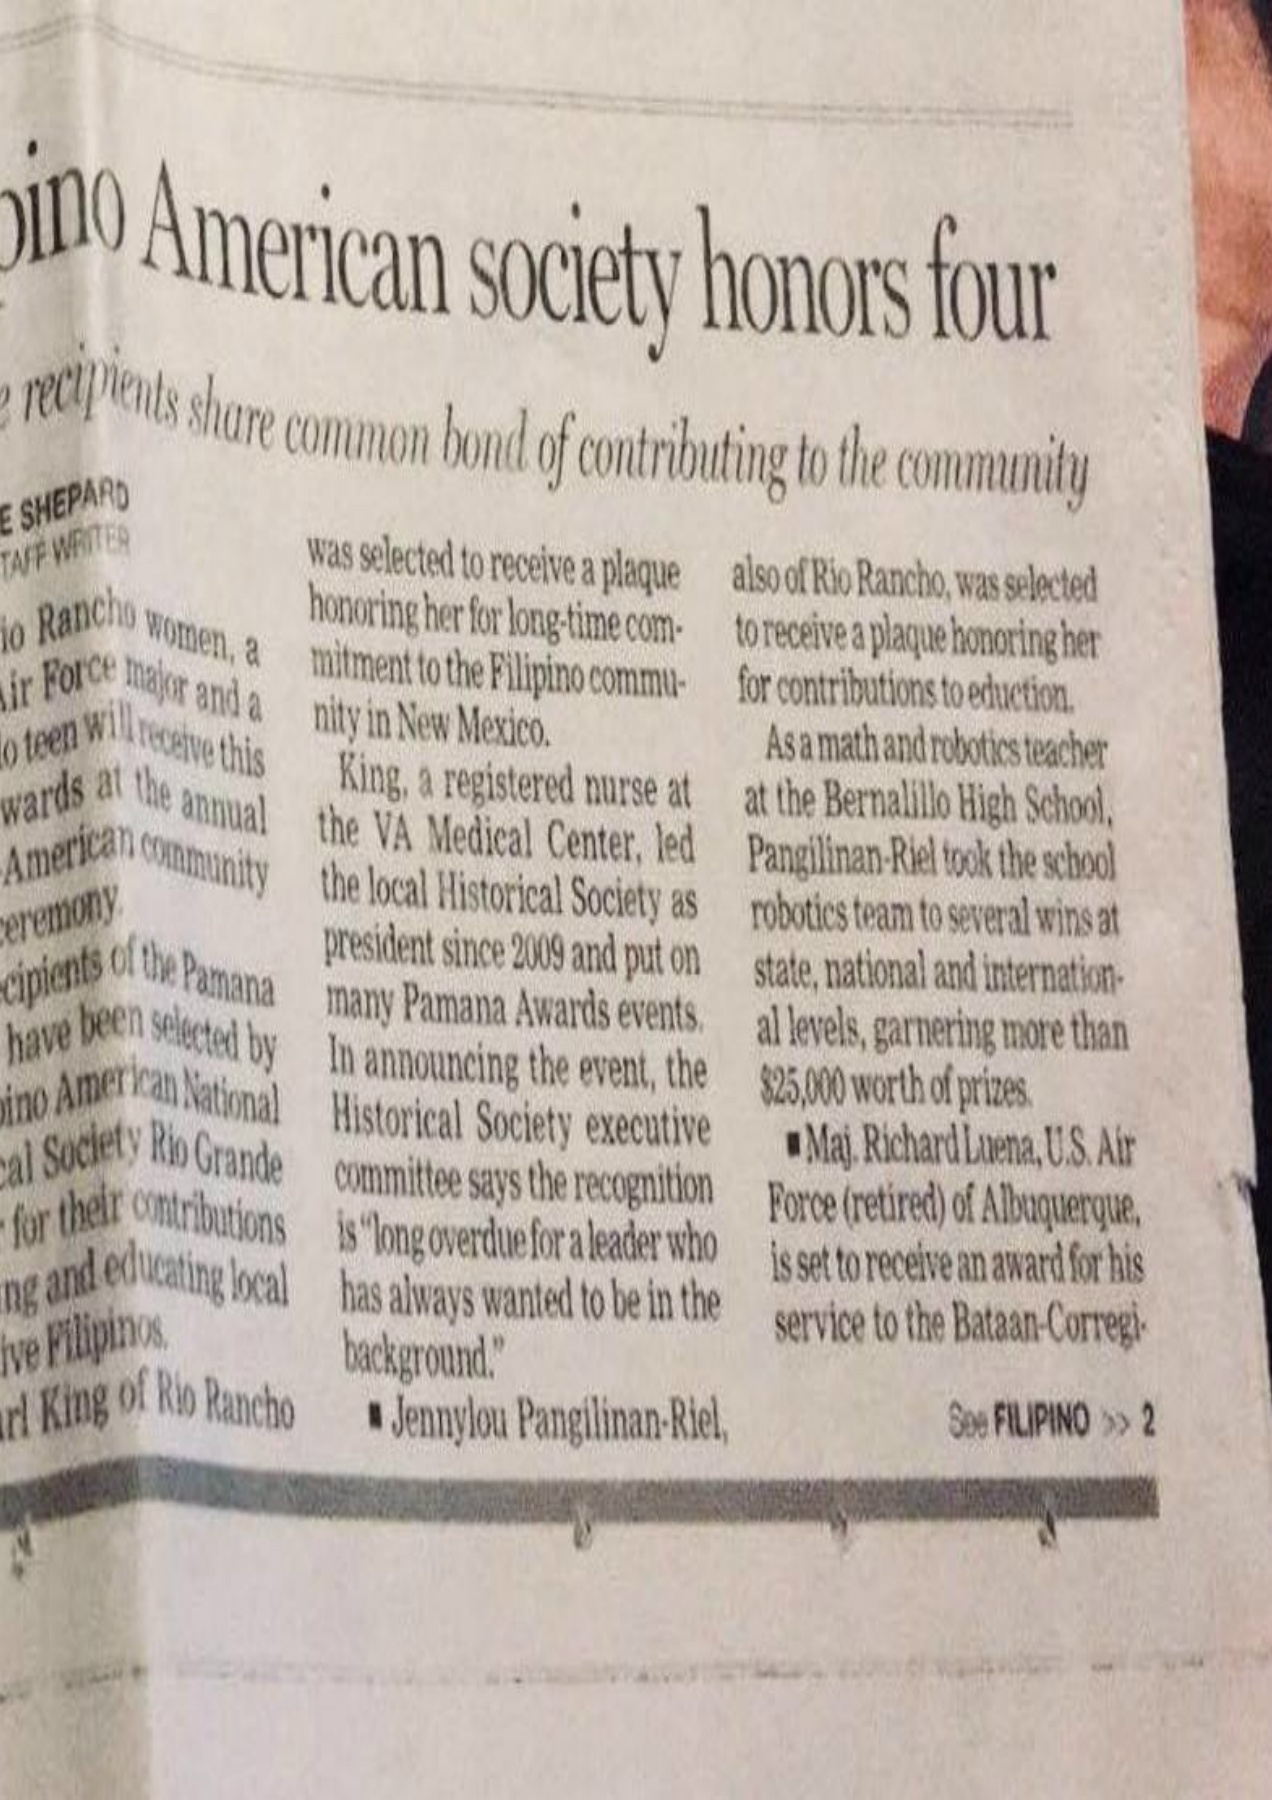 pino American society honors four
recipients share common bond of contributing to the community
E SHEPARD
TAFF WRITER
io Rancho women, a
Air Force major and a
lo teen will receive this
wards at the annual
-American community
ceremony.
cipients of the Pamana
have been selected by
pino American National
cal Society Rio Grande
for their contributions
ng and educating local
ive Filipinos.
arl King of Rio Rancho
was selected to receive a plaque
honoring her for long-time com-
mitment to the Filipino commu-
nity in New Mexico.
King, a registered nurse at
the VA Medical Center, led
the local Historical Society as
president since 2009 and put on
many Pamana Awards events.
In announcing the event, the
Historical Society executive
committee says the recognition
is "long overdue for a leader who
has always wanted to be in the
background."
■ Jennylou Pangilinan-Riel,
also of Rio Rancho, was selected
to receive a plaque honoring her
for contributions to eduction.
As a math and robotics teacher
at the Bernalillo High School,
Pangilinan-Riel took the school
robotics team to several wins at
state, national and internation-
al levels, garnering more than
$25,000 worth of prizes.
■ Maj. Richard Luena, U.S. Air
Force (retired) of Albuquerque,
is set to receive an award for his
service to the Bataan-Corregi-
See FILIPINO >> 2